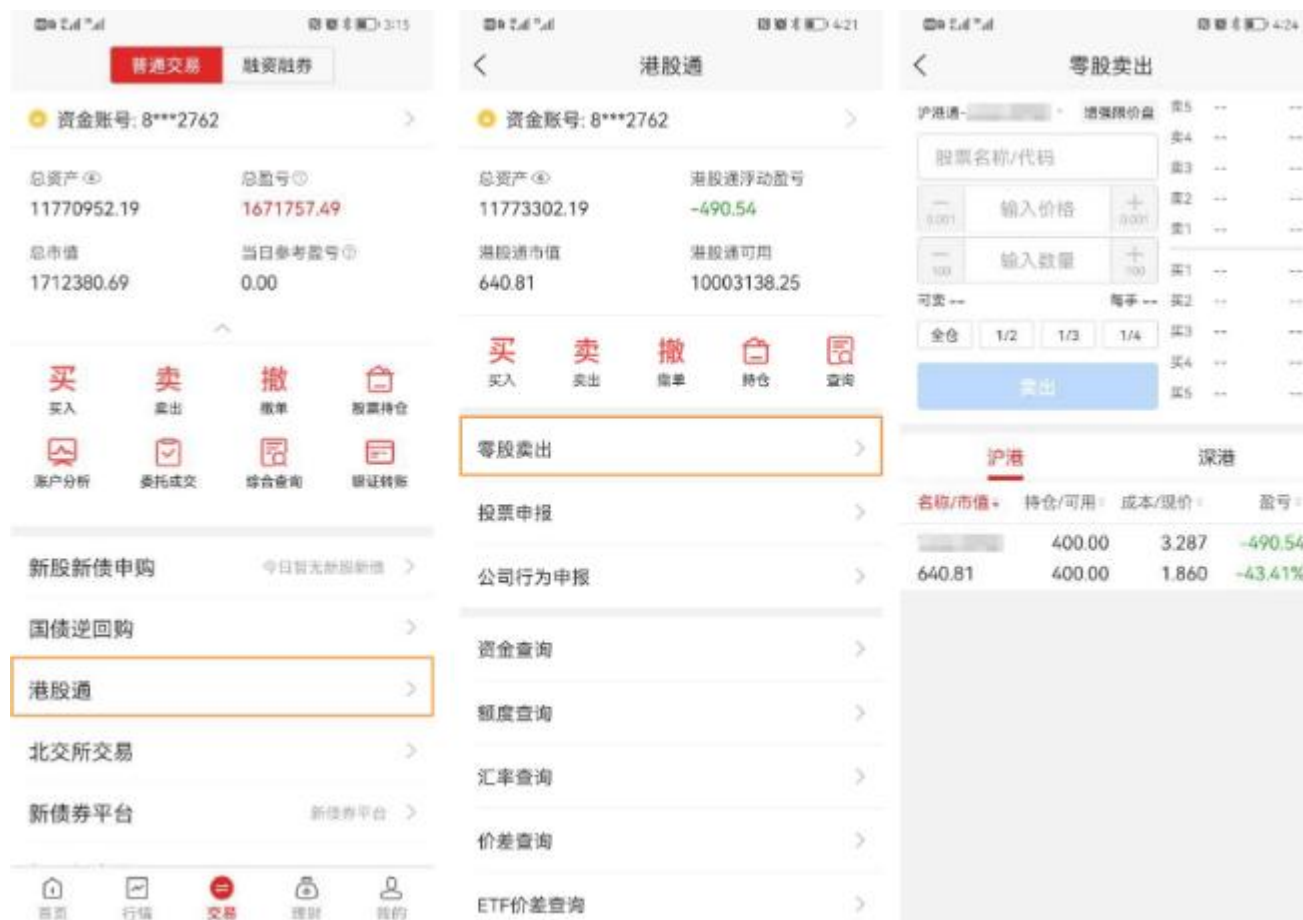 3:15
普通交易 融资融券
资金账号: 8***2762
总资产 总盈亏
11770952.19 1671757.49
总市值 当日参考盈亏
1712380.69 0.00
买 卖 撤
买入 卖出 撤单 股票持仓
账户分析 委托成交 综合查询 银证转账
新股新债申购 今日暂无新股新债
国债逆回购
港股通
北交所交易
新债券平台 新债券平台
首页 行情 交易 理财 我的
4:21
港股通
资金账号: 8***2762
总资产 港股通浮动盈亏
11773302.19 -490.54
港股通市值 港股通可用
640.81 10003138.25
买 卖 撤
买入 卖出 撤单 持仓 查询
零股卖出
投票申报
公司行为申报
资金查询
额度查询
汇率查询
价差查询
ETF价差查询
4:24
零股卖出
沪港通- 增强限价盘
股票名称/代码
− 输入价格 +
0.001 0.001
− 输入数量 +
100 100
可卖 -- 每手 --
全仓 1/2 1/3 1/4
卖出
卖5 -- --
卖4 -- --
卖3 -- --
卖2 -- --
卖1 -- --
买1 -- --
买2 -- --
买3 -- --
买4 -- --
买5 -- --
沪港 深港
名称/市值 持仓/可用 成本/现价 盈亏
400.00 3.287 -490.54
640.81 400.00 1.860 -43.41%